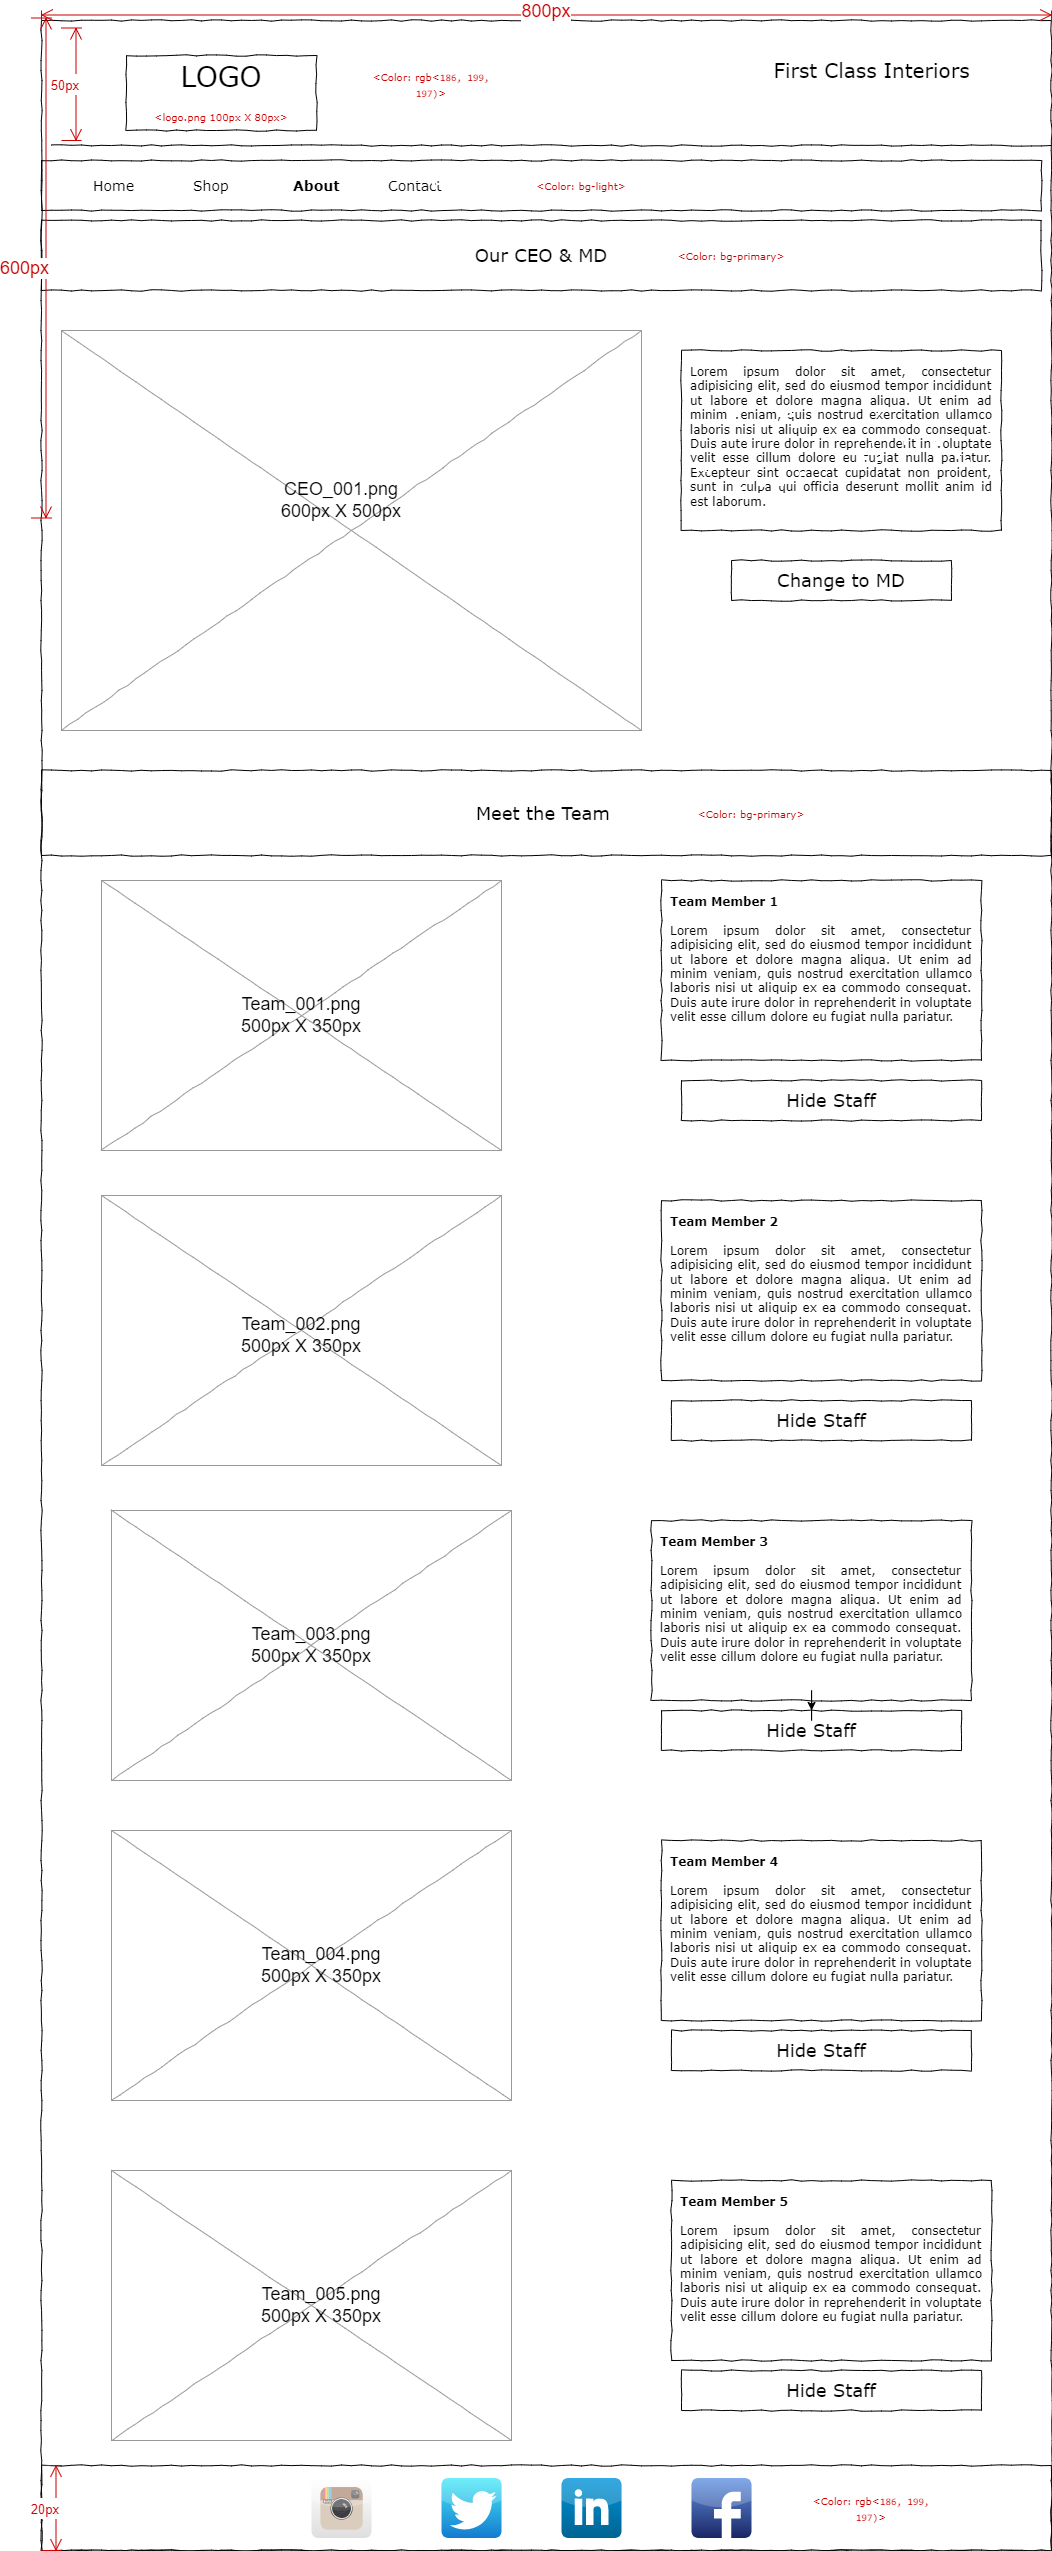 800px
50px
LOGO
<logo.png 100px X 80px>
<Color: rgb<186, 199,
197)>
First Class Interiors
Home Shop About Contact
<Color: bg-light>
600px
Our CEO & MD
<Color: bg-primary>
CEO_001.png
600px X 500px
Lorem ipsum dolor sit amet, consectetur
adipisicing elit, sed do eiusmod tempor incididunt
ut labore et dolore magna aliqua. Ut enim ad
minim veniam, quis nostrud exercitation ullamco
laboris nisi ut aliquip ex ea commodo consequat.
Duis aute irure dolor in reprehenderit in voluptate
velit esse cillum dolore eu fugiat nulla pariatur.
Excepteur sint occaecat cupidatat non proident,
sunt in culpa qui officia deserunt mollit anim id
est laborum.
Change to MD
Meet the Team
<Color: bg-primary>
Team_001.png
500px X 350px
Team Member 1
Lorem ipsum dolor sit amet, consectetur
adipisicing elit, sed do eiusmod tempor incididunt
ut labore et dolore magna aliqua. Ut enim ad
minim veniam, quis nostrud exercitation ullamco
laboris nisi ut aliquip ex ea commodo consequat.
Duis aute irure dolor in reprehenderit in voluptate
velit esse cillum dolore eu fugiat nulla pariatur.
Hide Staff
Team_002.png
500px X 350px
Team Member 2
Lorem ipsum dolor sit amet, consectetur
adipisicing elit, sed do eiusmod tempor incididunt
ut labore et dolore magna aliqua. Ut enim ad
minim veniam, quis nostrud exercitation ullamco
laboris nisi ut aliquip ex ea commodo consequat.
Duis aute irure dolor in reprehenderit in voluptate
velit esse cillum dolore eu fugiat nulla pariatur.
Hide Staff
Team_003.png
500px X 350px
Team Member 3
Lorem ipsum dolor sit amet, consectetur
adipisicing elit, sed do eiusmod tempor incididunt
ut labore et dolore magna aliqua. Ut enim ad
minim veniam, quis nostrud exercitation ullamco
laboris nisi ut aliquip ex ea commodo consequat.
Duis aute irure dolor in reprehenderit in voluptate
velit esse cillum dolore eu fugiat nulla pariatur.
Hide Staff
Team_004.png
500px X 350px
Team Member 4
Lorem ipsum dolor sit amet, consectetur
adipisicing elit, sed do eiusmod tempor incididunt
ut labore et dolore magna aliqua. Ut enim ad
minim veniam, quis nostrud exercitation ullamco
laboris nisi ut aliquip ex ea commodo consequat.
Duis aute irure dolor in reprehenderit in voluptate
velit esse cillum dolore eu fugiat nulla pariatur.
Hide Staff
Team_005.png
500px X 350px
Team Member 5
Lorem ipsum dolor sit amet, consectetur
adipisicing elit, sed do eiusmod tempor incididunt
ut labore et dolore magna aliqua. Ut enim ad
minim veniam, quis nostrud exercitation ullamco
laboris nisi ut aliquip ex ea commodo consequat.
Duis aute irure dolor in reprehenderit in voluptate
velit esse cillum dolore eu fugiat nulla pariatur.
Hide Staff
20px
in
f
<Color: rgb<186, 199,
197)>